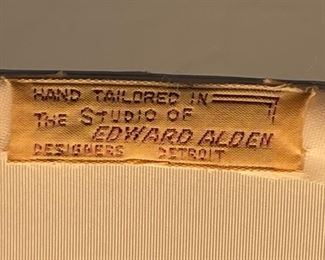 HAND TAILORED IN
THE STUDIO OF
EDWARD ALDEN
DESIGNERS DETROIT